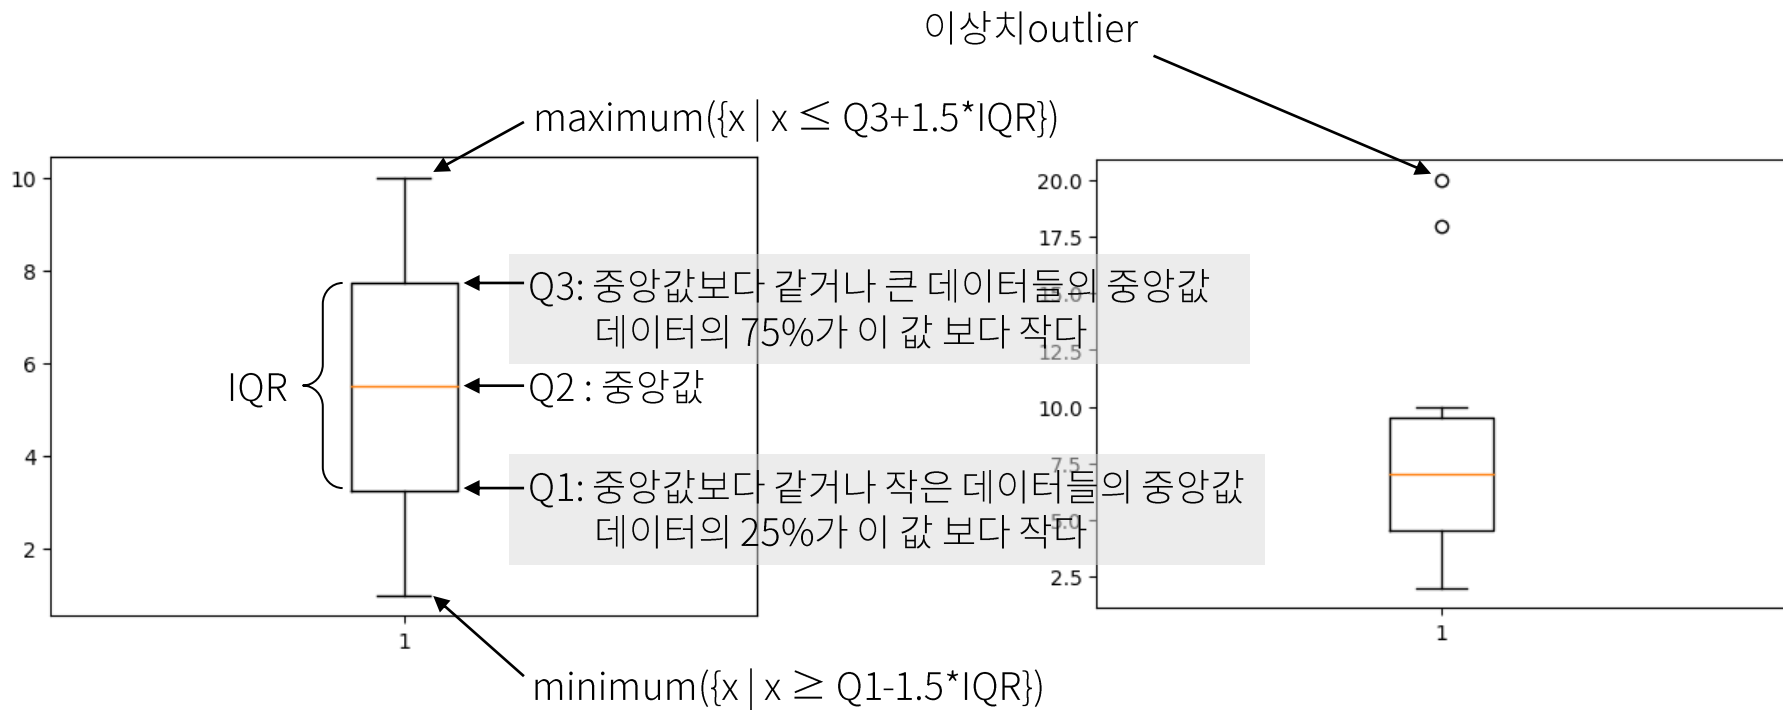 이상치outlier
maximum({x | x ≤ Q3+1.5*IQR})
10
8
6
4
2
1
IQR
Q3: 중앙값보다 같거나 큰 데이터들의 중앙값
데이터의 75%가 이 값 보다 작다
Q2 : 중앙값
Q1: 중앙값보다 같거나 작은 데이터들의 중앙값
데이터의 25%가 이 값 보다 작다
minimum({x | x ≥ Q1-1.5*IQR})
20.0
17.5
15.0
12.5
10.0
7.5
5.0
2.5
1